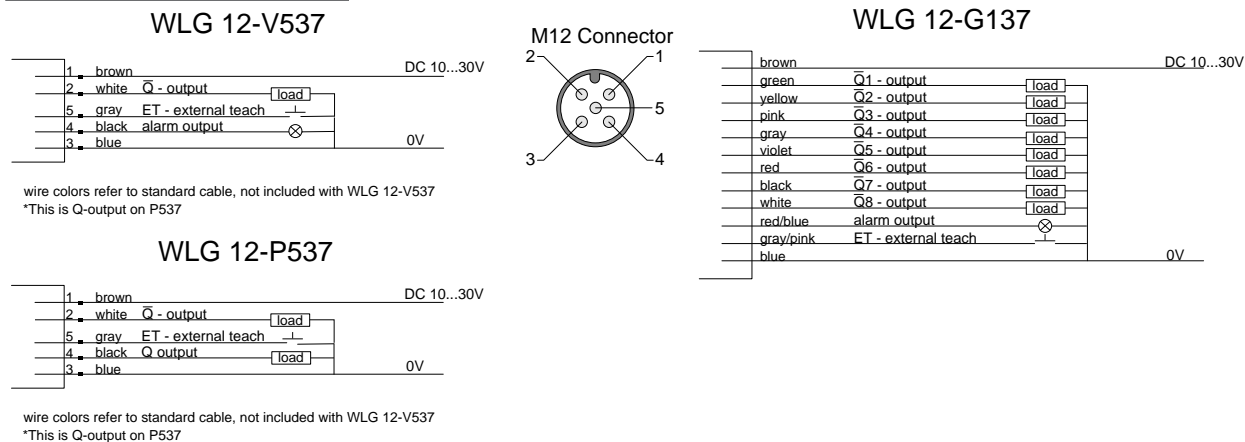 WLG 12-V537
1 brown DC 10...30V
2 white Q̅ - output load
5 gray ET - external teach
4 black alarm output
3 blue 0V
wire colors refer to standard cable, not included with WLG 12-V537
*This is Q-output on P537
WLG 12-P537
1 brown DC 10...30V
2 white Q̅ - output load
5 gray ET - external teach
4 black Q output load
3 blue 0V
wire colors refer to standard cable, not included with WLG 12-V537
*This is Q-output on P537
M12 Connector
2 1
5
3 4
WLG 12-G137
brown DC 10...30V
green Q̅1 - output load
yellow Q̅2 - output load
pink Q̅3 - output load
gray Q̅4 - output load
violet Q̅5 - output load
red Q̅6 - output load
black Q̅7 - output load
white Q̅8 - output load
red/blue alarm output
gray/pink ET - external teach
blue 0V